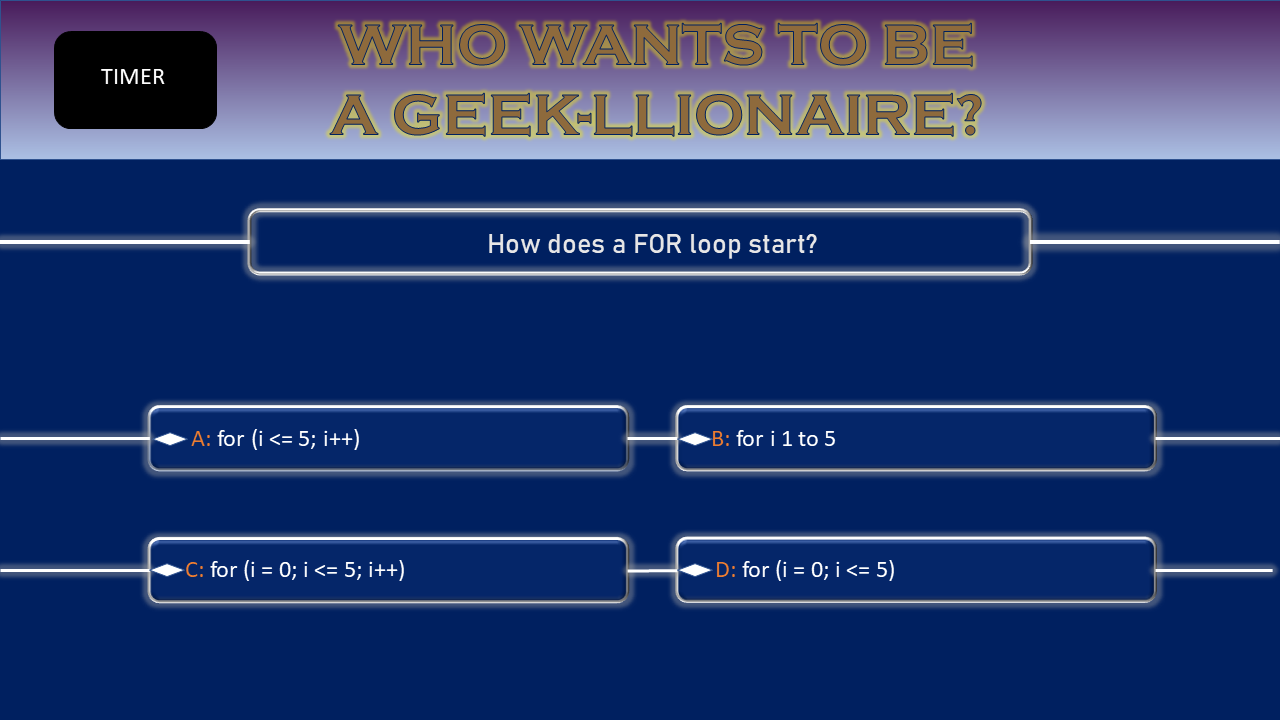 TIMER
WHO WANTS TO BE
A GEEK-LLIONAIRE?
How does a FOR loop start?
A: for (i <= 5; i++)
B: for i 1 to 5
C: for (i = 0; i <= 5; i++)
D: for (i = 0; i <= 5)